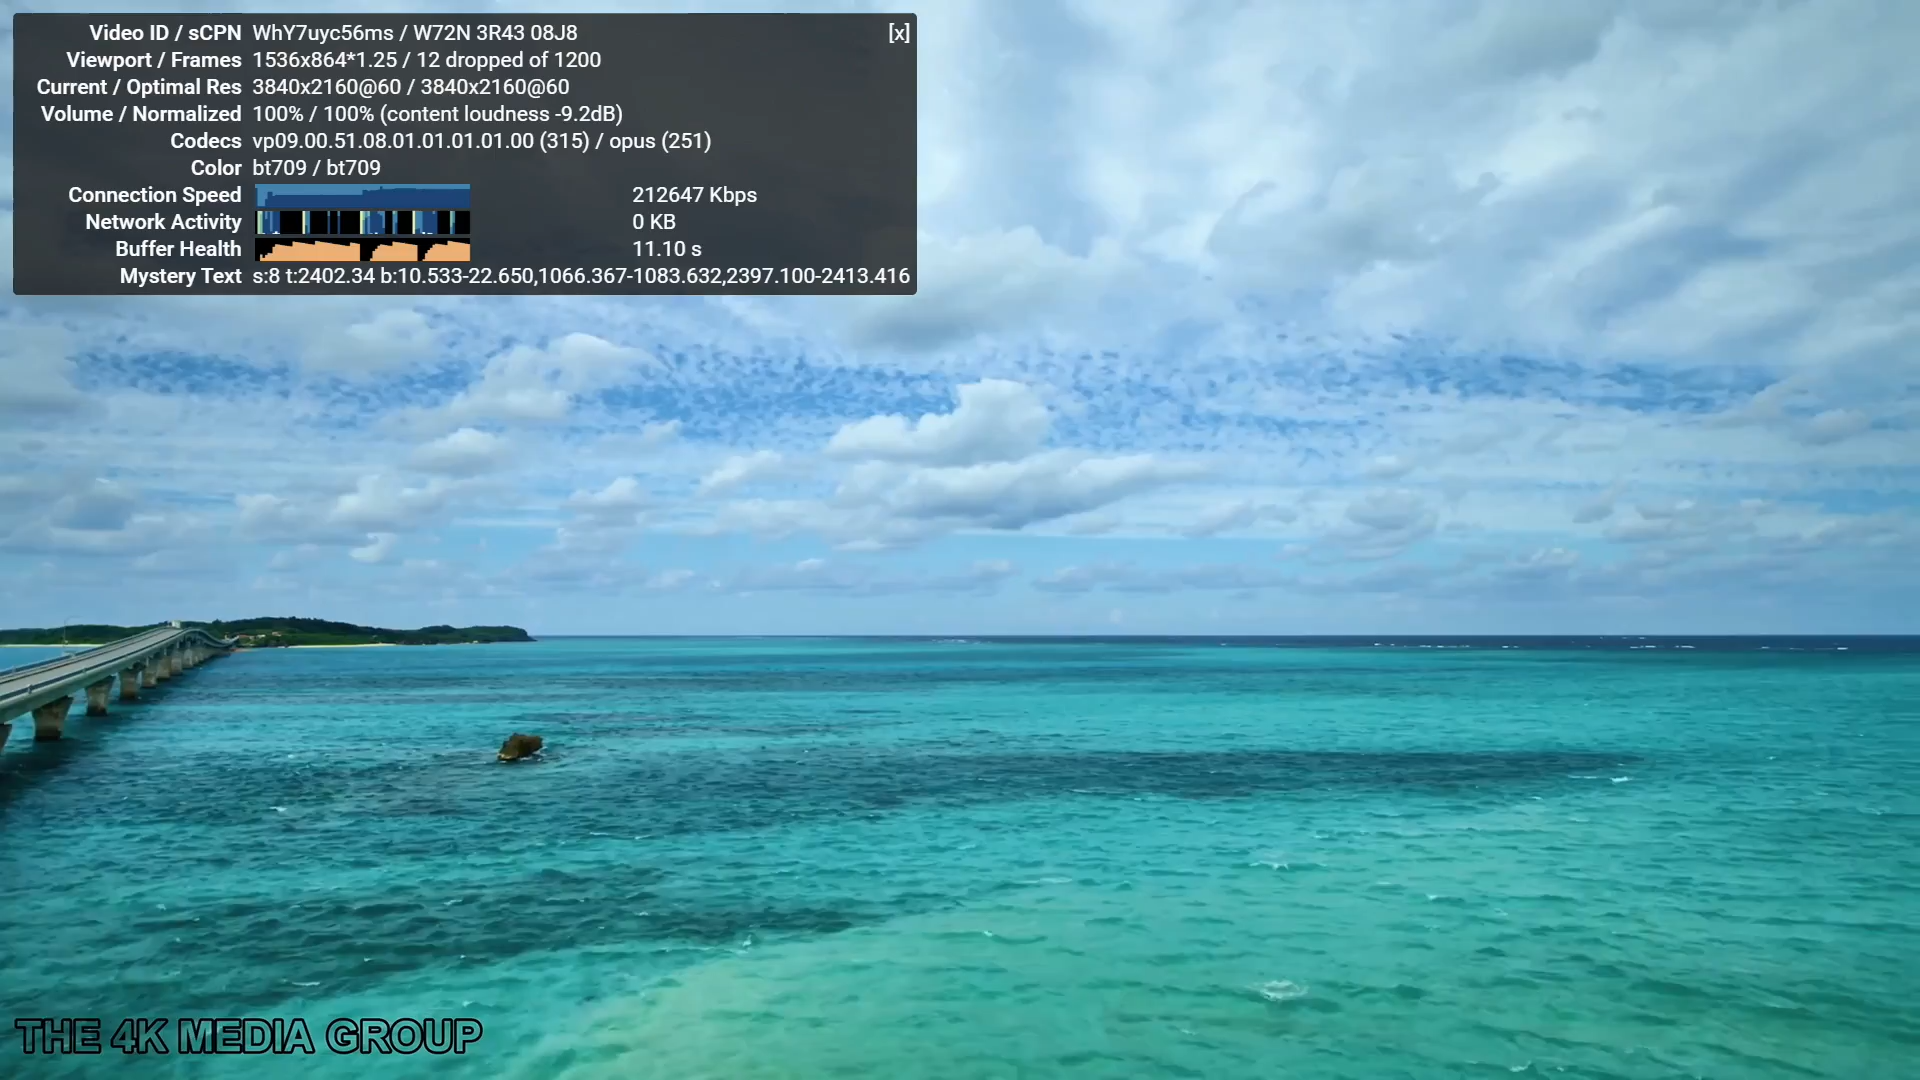 Video ID / sCPN WhY7uyc56ms / W72N 3R43 08J8 [x]
Viewport / Frames 1536x864*1.25 / 12 dropped of 1200
Current / Optimal Res 3840x2160@60 / 3840x2160@60
Volume / Normalized 100% / 100% (content loudness -9.2dB)
Codecs vp09.00.51.08.01.01.01.01.00 (315) / opus (251)
Color bt709 / bt709
Connection Speed 212647 Kbps
Network Activity 0 KB
Buffer Health 11.10 s
Mystery Text s:8 t:2402.34 b:10.533-22.650,1066.367-1083.632,2397.100-2413.416
THE 4K MEDIA GROUP